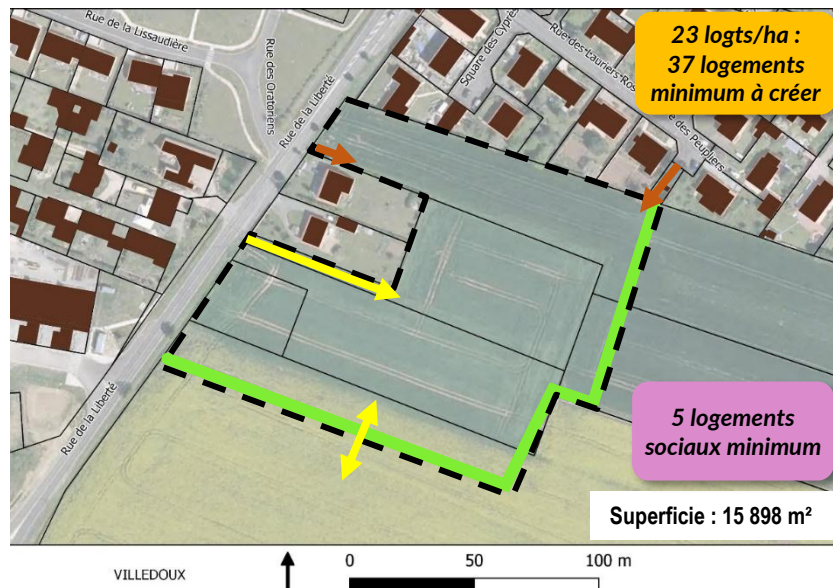 Rue de la Lissaudière
Rue des Oratoriens
Rue de la Liberté
Square des Cyprès
Rue des Lauriers Ros
e des Peupliers
23 logts/ha :
37 logements
minimum à créer
Rue de la Liberté
5 logements
sociaux minimum
Superficie : 15 898 m²
VILLEDOUX
0 50 100 m